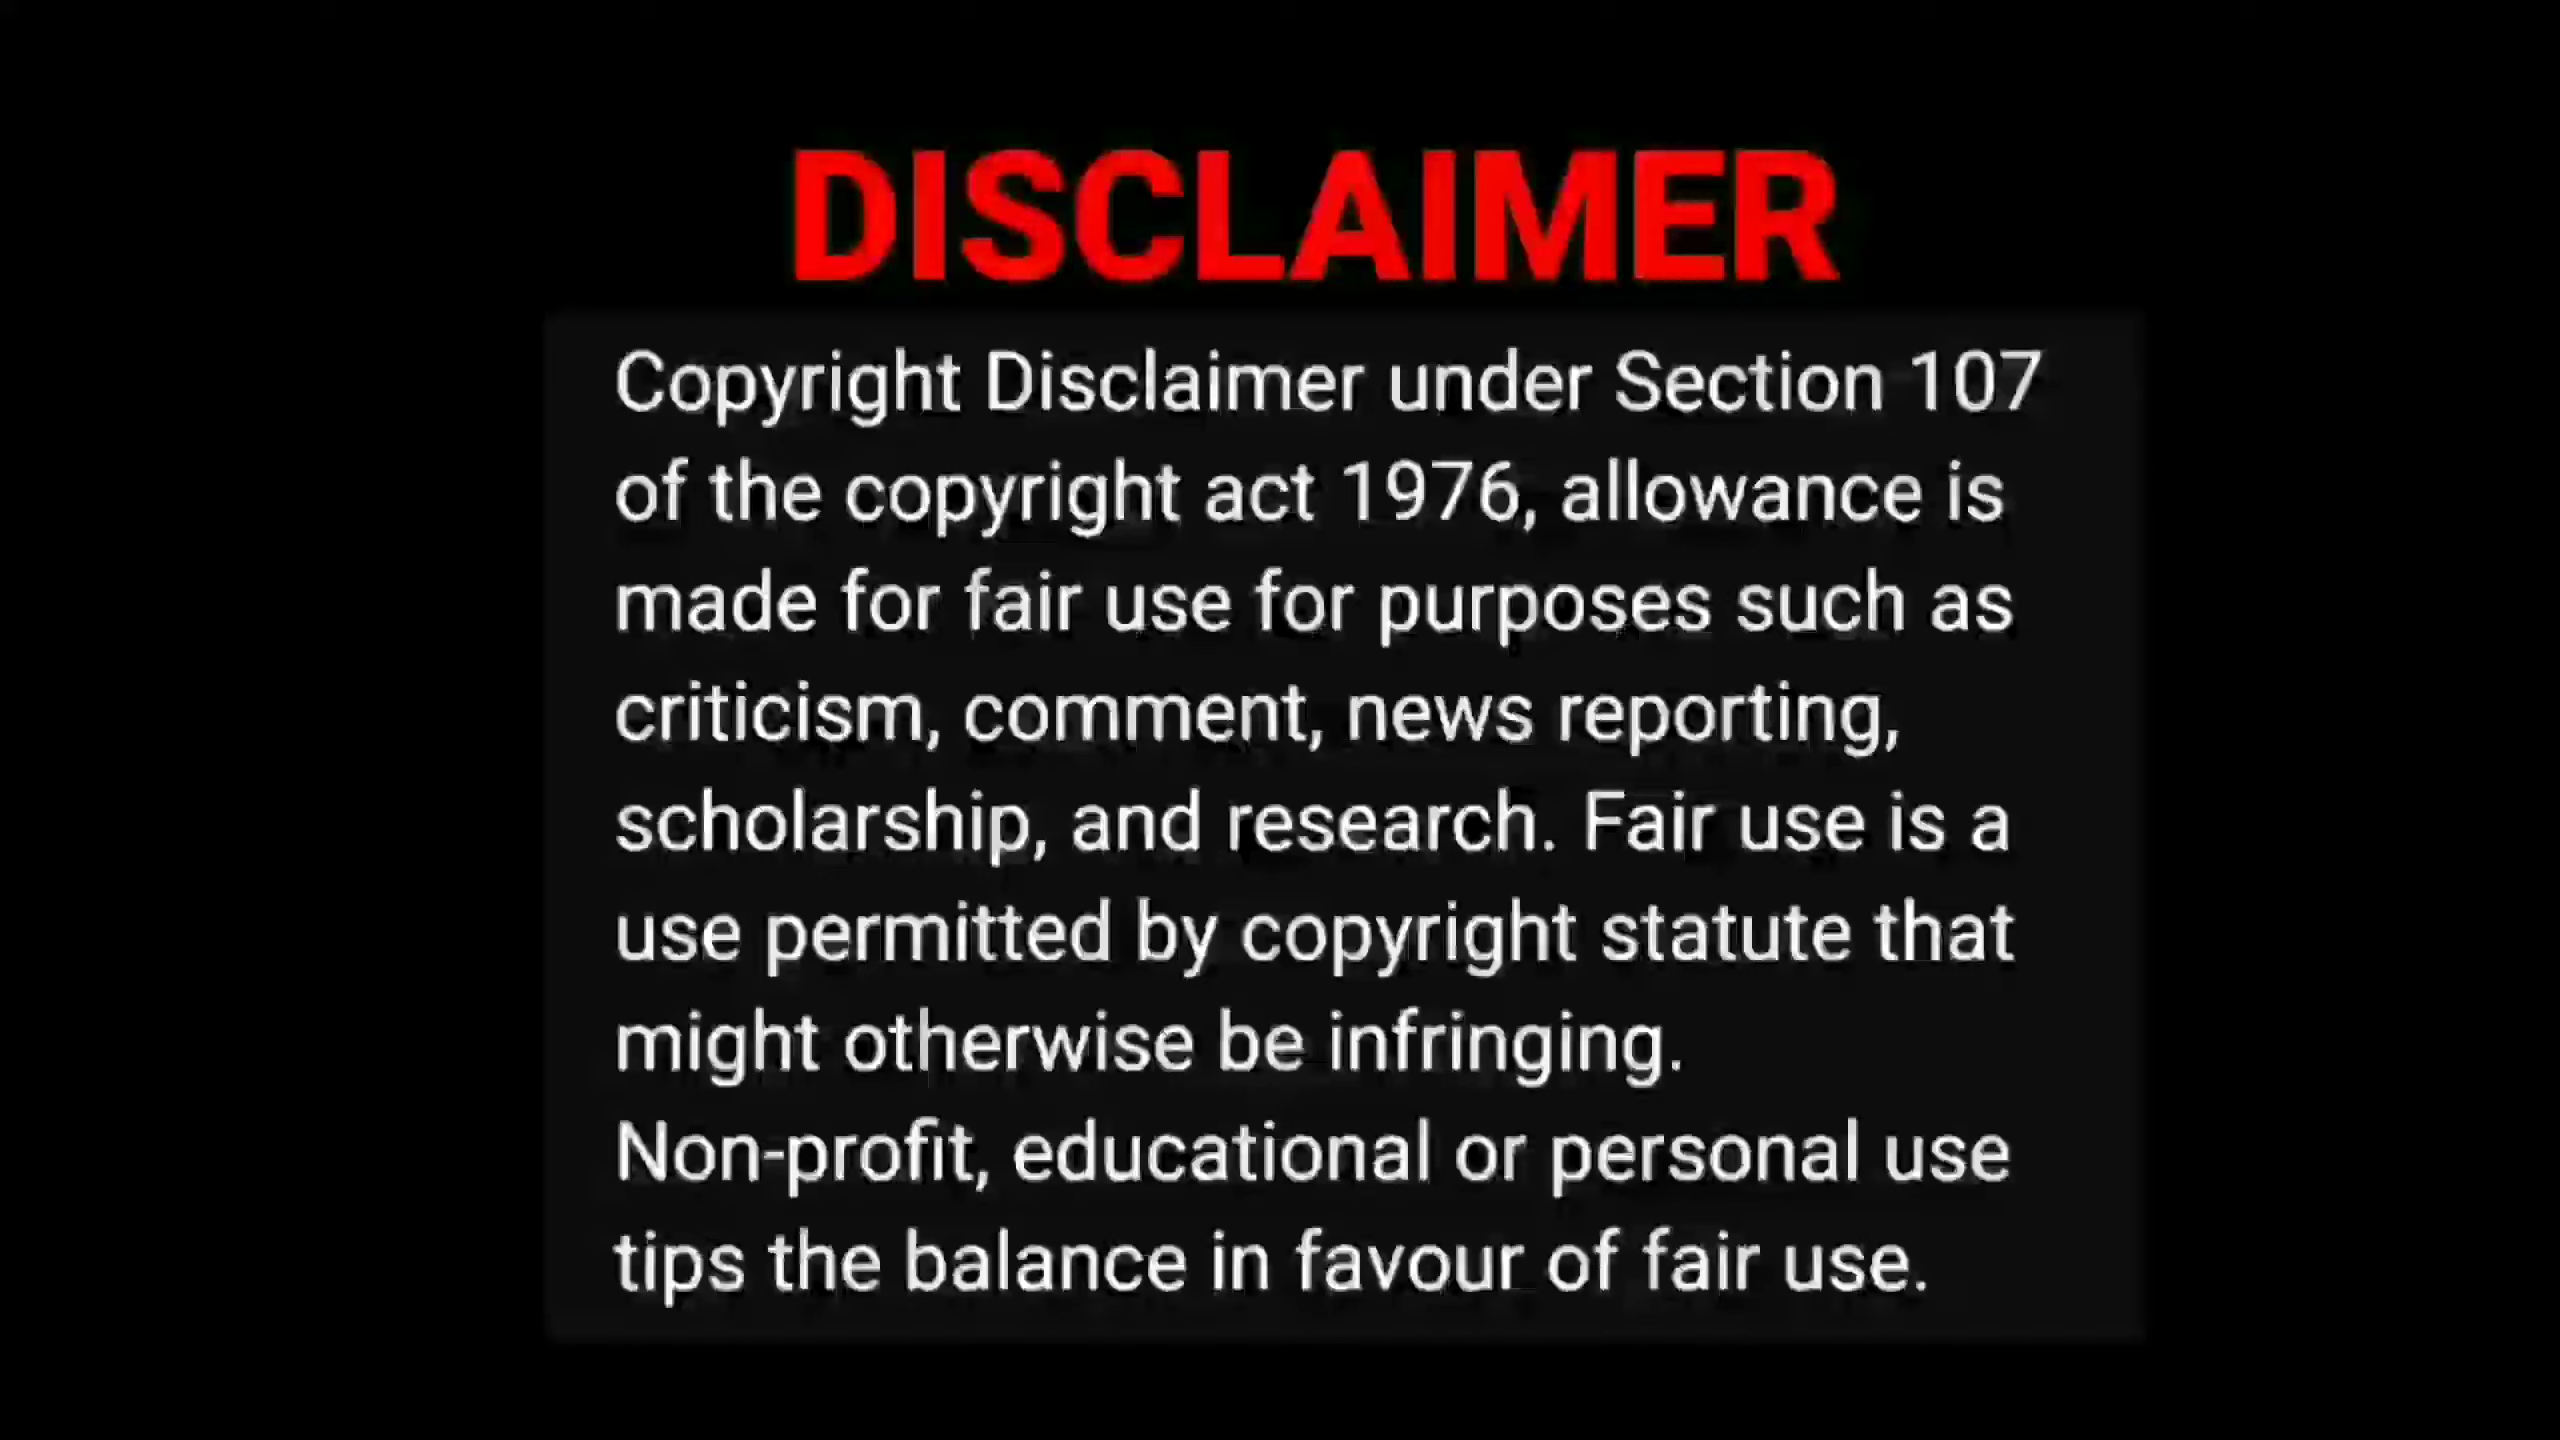 DISCLAIMER
Copyright Disclaimer under Section 107
of the copyright act 1976, allowance is
made for fair use for purposes such as
criticism, comment, news reporting,
scholarship, and research. Fair use is a
use permitted by copyright statute that
might otherwise be infringing.
Non-profit, educational or personal use
tips the balance in favour of fair use.